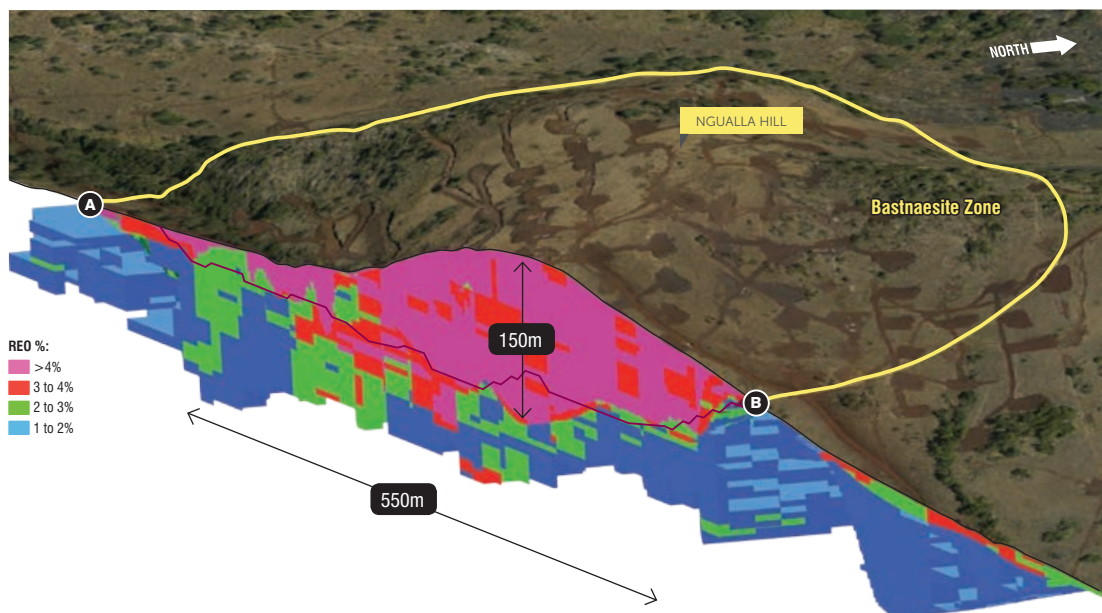 NORTH
NGUALLA HILL
A
Bastnaesite Zone
150m
B
550m
REO %:
>4%
3 to 4%
2 to 3%
1 to 2%